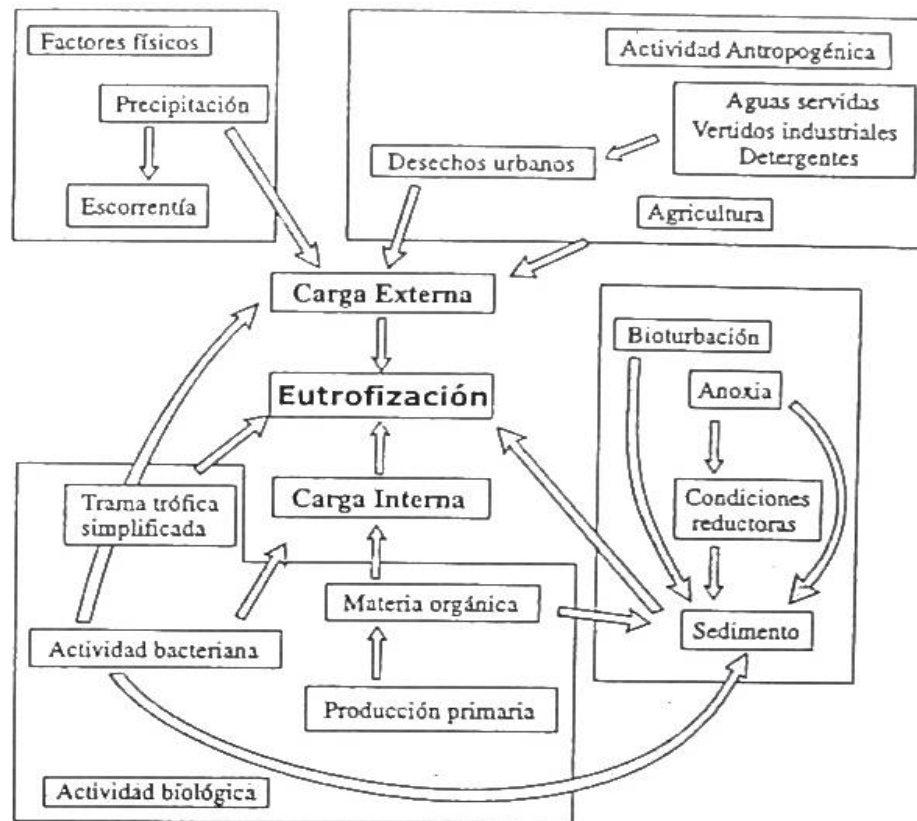 Factores físicos
Precipitación
Escorrentía
Actividad Antropogénica
Aguas servidas
Vertidos industriales
Detergentes
Desechos urbanos
Agricultura
Carga Externa
Eutrofización
Carga Interna
Bioturbación
Anoxia
Condiciones
reductoras
Sedimento
Trama trófica
simplificada
Materia orgánica
Actividad bacteriana
Producción primaria
Actividad biológica